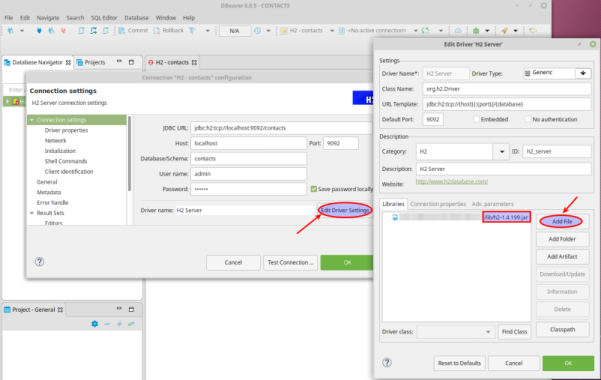 DBeaver 6.0.5 - CONTACTS
File Edit Navigate Search SQL Editor Database Window Help
Commit Rollback N/A H2 - contacts <No active connection>
Database Navigator Projects H2 - contacts
Connection "H2 - contacts" configuration
Connection settings
H2 Server connection settings
Connection settings
Driver properties
Network
Initialization
Shell Commands
Client identification
General
Metadata
Error handle
Result Sets
Editors
JDBC URL: jdbc:h2:tcp://localhost:9092/contacts
Host: localhost Port: 9092
Database/Schema: contacts
User name: admin
Password: •••••• Save password locally
Driver name: H2 Server Edit Driver Settings
Cancel Test Connection ... OK
Project - General
Edit Driver 'H2 Server'
Settings
Driver Name*: H2 Server Driver Type: Generic
Class Name: org.h2.Driver
URL Template: jdbc:h2:tcp://{host}[:{port}]/{database}
Default Port: 9092 Embedded No authentication
Description
Category: H2 ID: h2_server
Description: H2 Server
Website: http://www.h2database.com/
Libraries Connection properties Adv. parameters
/lib/h2-1.4.199.jar
Add File
Add Folder
Add Artifact
Download/Update
Information
Delete
Classpath
Driver class: Find Class
Reset to Defaults Cancel OK